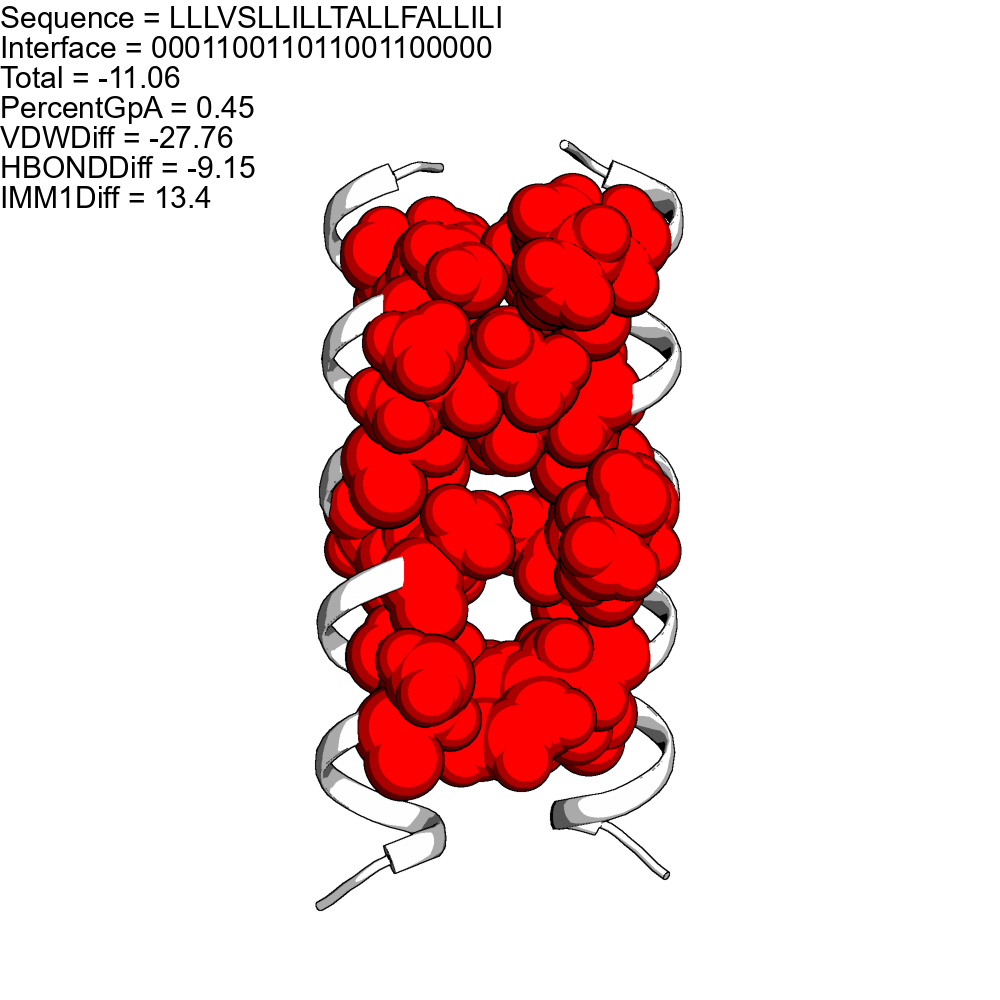 Sequence = LLLVSLLILLTALLFALLILI
Interface = 000110011011001100000
Total = -11.06
PercentGpA = 0.45
VDWDiff = -27.76
HBONDDiff = -9.15
IMM1Diff = 13.4